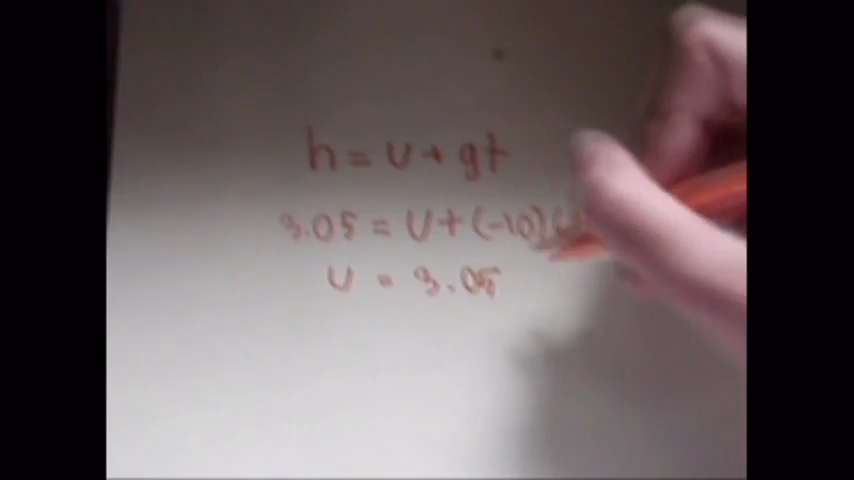 h = u + gt
3.05 = u + (-10)(
u = 3.05